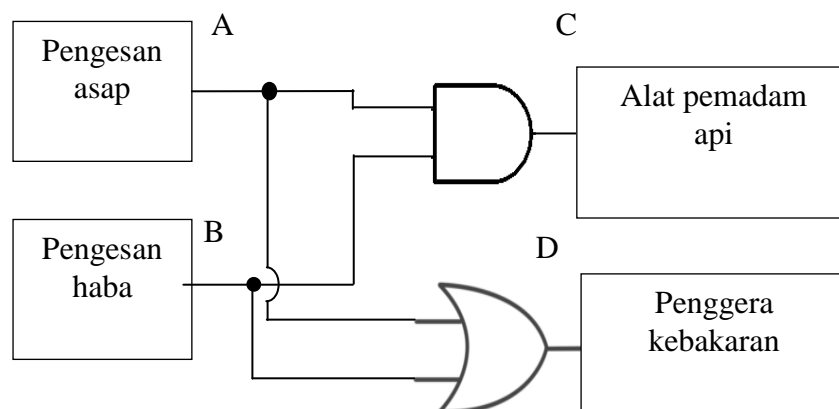 A
Pengesan
asap
C
Alat pemadam
api
B
Pengesan
haba
D
Penggera
kebakaran